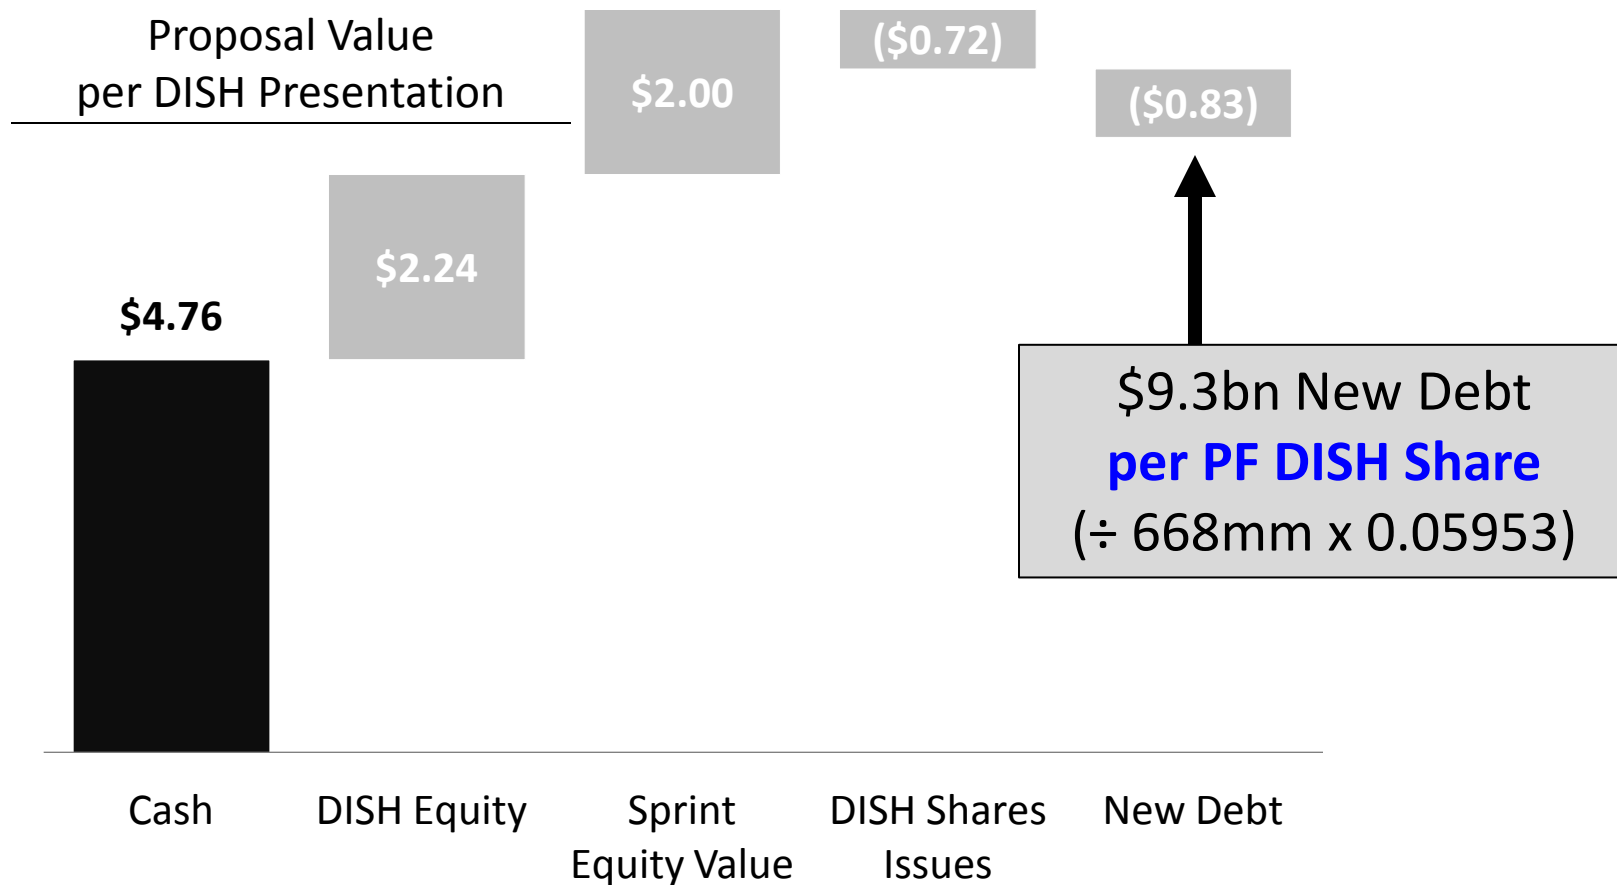 Proposal Value
per DISH Presentation
$4.76
$2.24
$2.00
($0.72)
($0.83)
$9.3bn New Debt
per PF DISH Share
(÷ 668mm x 0.05953)
Cash
DISH Equity
Sprint
Equity Value
DISH Shares
Issues
New Debt